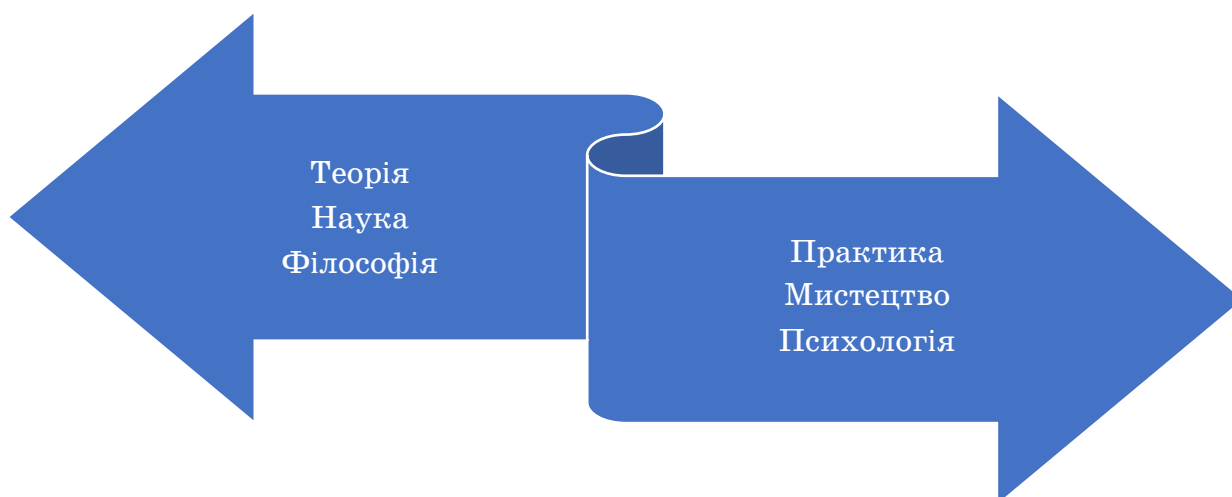 Теорія
Наука
Філософія
Практика
Мистецтво
Психологія